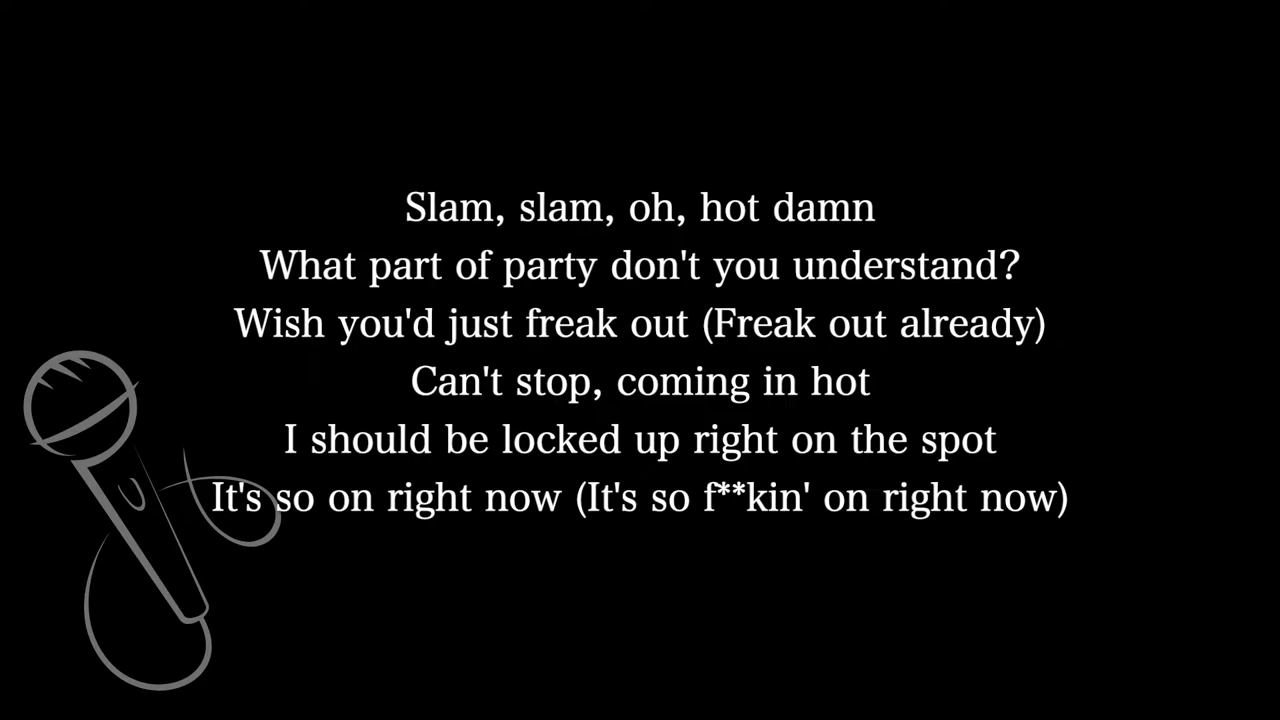 Slam, slam, oh, hot damn
What part of party don't you understand?
Wish you'd just freak out (Freak out already)
Can't stop, coming in hot
I should be locked up right on the spot
It's so on right now (It's so f**kin' on right now)